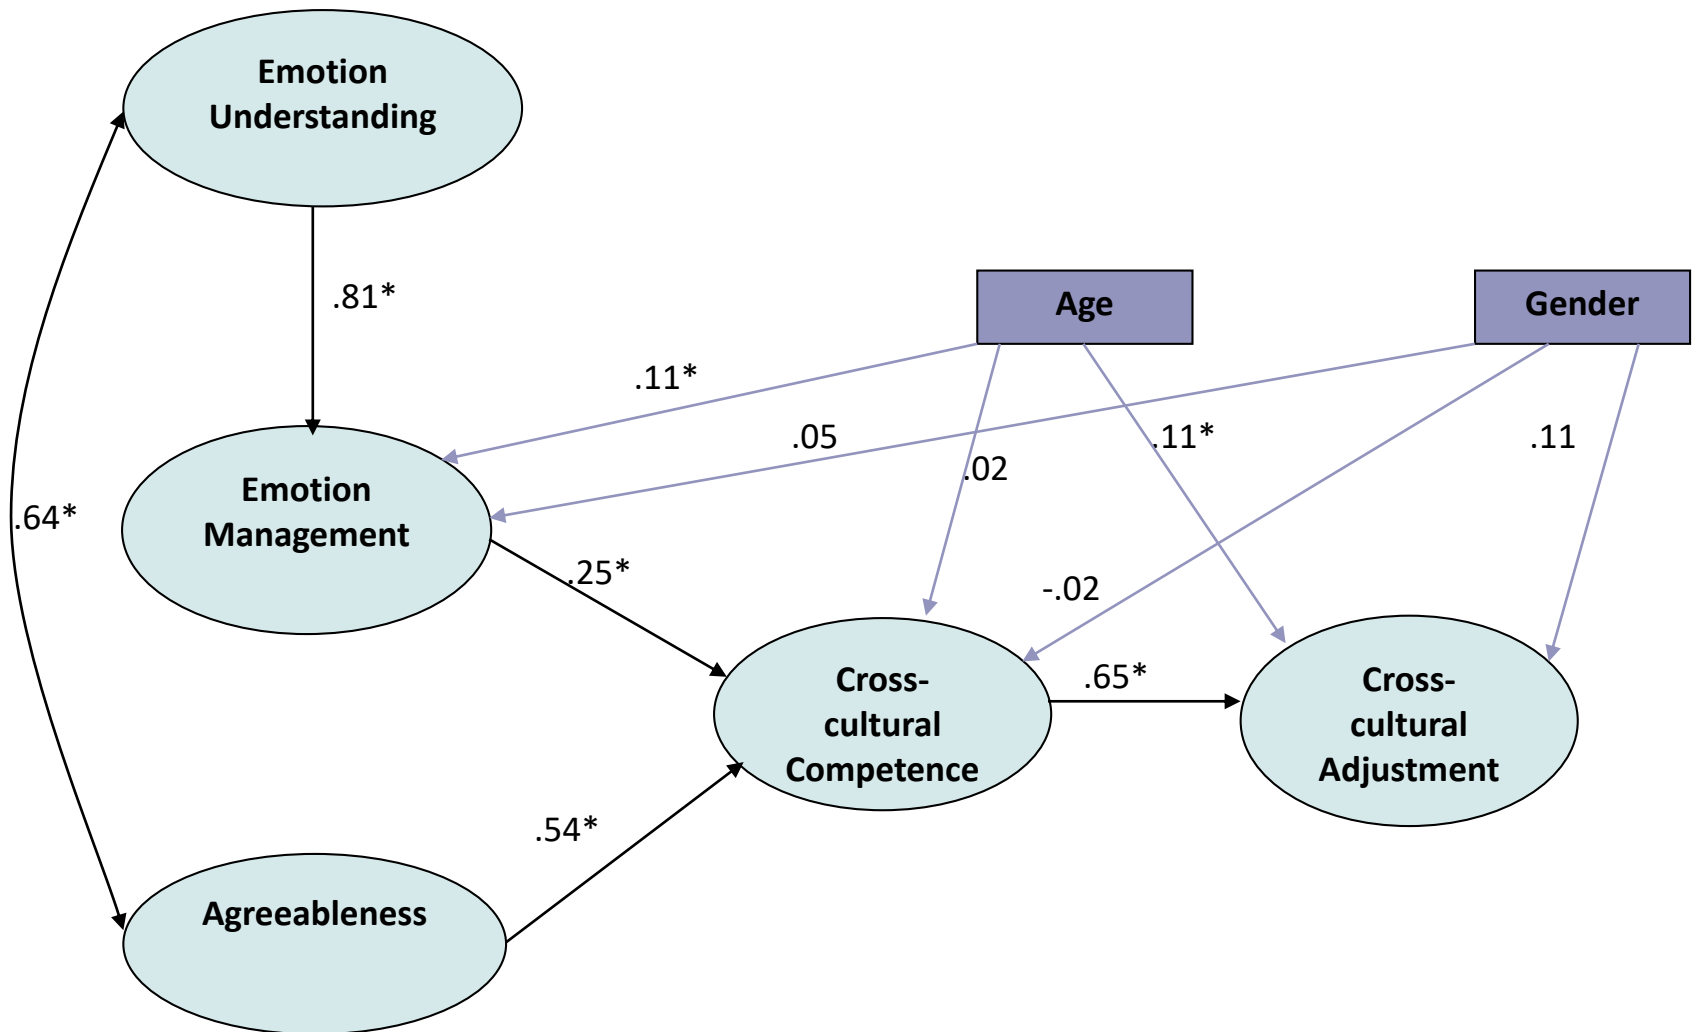 Emotion
Understanding
.81*
Age
Gender
.11*
.05
.11*
.11
.02
Emotion
Management
.64*
.25*
-.02
Cross-
cultural
Competence
.65*
Cross-
cultural
Adjustment
.54*
Agreeableness